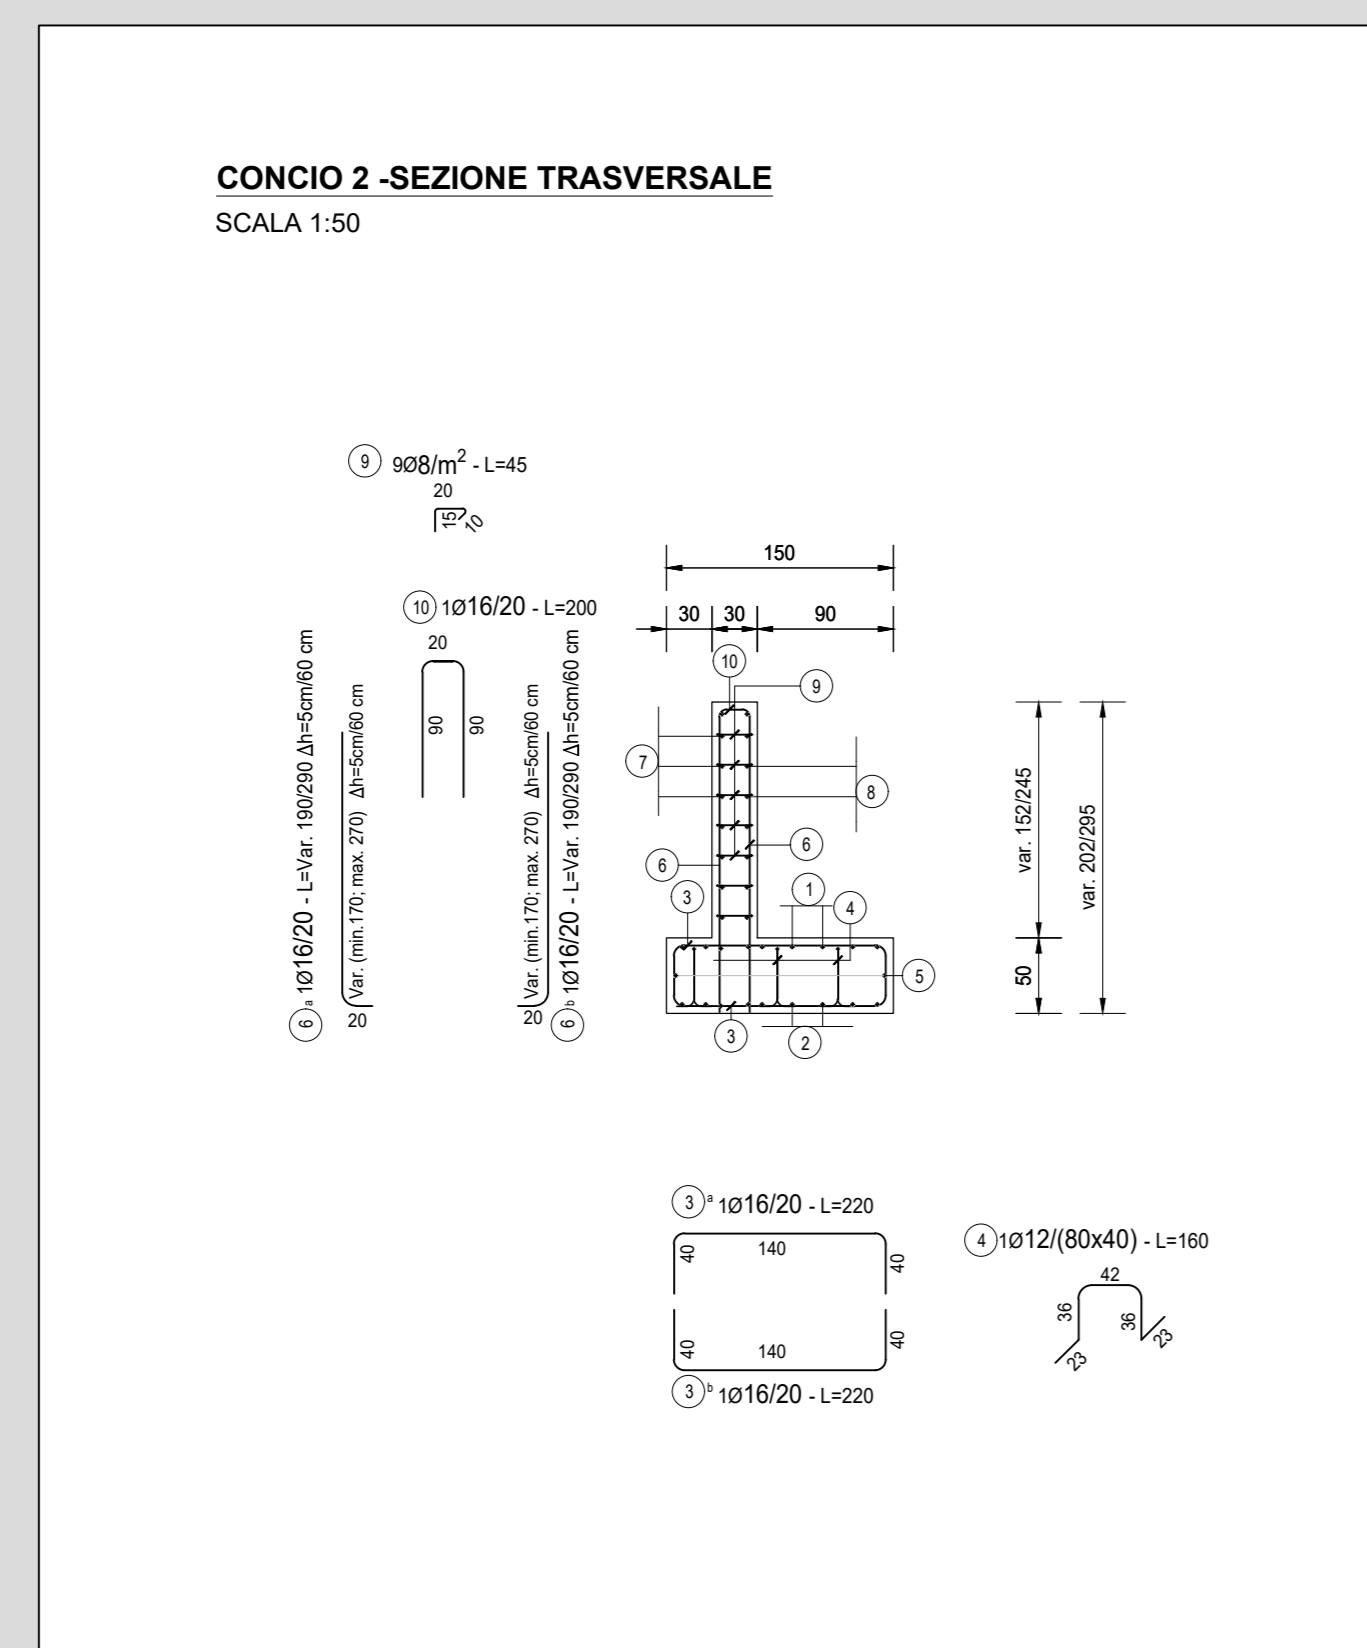 CONCIO 2 -SEZIONE TRASVERSALE
SCALA 1:50
9 9Ø8/m2 - L=45
20
15
10
10 1Ø16/20 - L=200
20
90
90
6 a 1Ø16/20 - L=Var. 190/290 Δh=5cm/60 cm
Var. (min.170; max. 270) Δh=5cm/60 cm
20
Var. (min.170; max. 270) Δh=5cm/60 cm
20
6 b 1Ø16/20 - L=Var. 190/290 Δh=5cm/60 cm
150
30
30
90
10
9
7
8
6
6
3
1
4
5
3
2
var. 152/245
var. 202/295
50
3 a 1Ø16/20 - L=220
40
140
40
40
140
40
3 b 1Ø16/20 - L=220
4 1Ø12/(80x40) - L=160
42
36
36
23
23